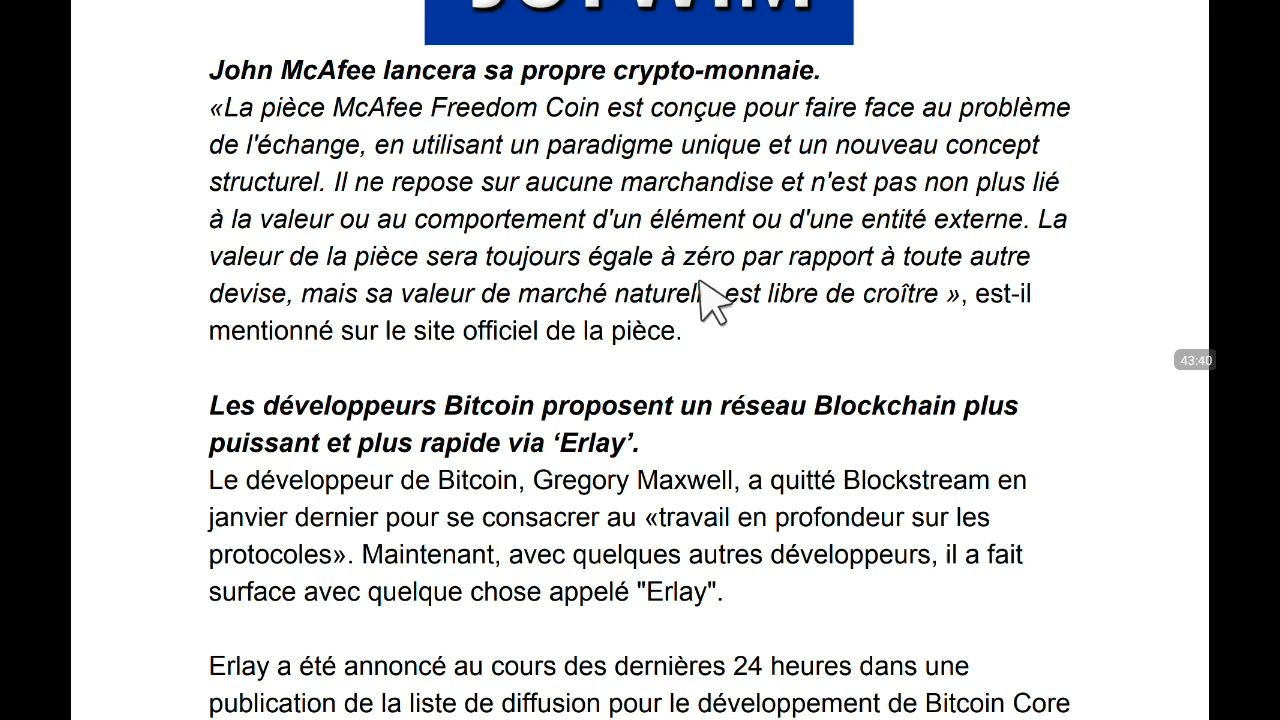 John McAfee lancera sa propre crypto-monnaie.
«La pièce McAfee Freedom Coin est conçue pour faire face au problème
de l'échange, en utilisant un paradigme unique et un nouveau concept
structurel. Il ne repose sur aucune marchandise et n'est pas non plus lié
à la valeur ou au comportement d'un élément ou d'une entité externe. La
valeur de la pièce sera toujours égale à zéro par rapport à toute autre
devise, mais sa valeur de marché est libre de croître », est-il
mentionné sur le site officiel de la pièce.
43:40
Les développeurs Bitcoin proposent un réseau Blockchain plus
puissant et plus rapide via ‘Erlay’.
Le développeur de Bitcoin, Gregory Maxwell, a quitté Blockstream en
janvier dernier pour se consacrer au «travail en profondeur sur les
protocoles». Maintenant, avec quelques autres développeurs, il a fait
surface avec quelque chose appelé "Erlay".
Erlay a été annoncé au cours des dernières 24 heures dans une
publication de la liste de diffusion pour le développement de Bitcoin Core